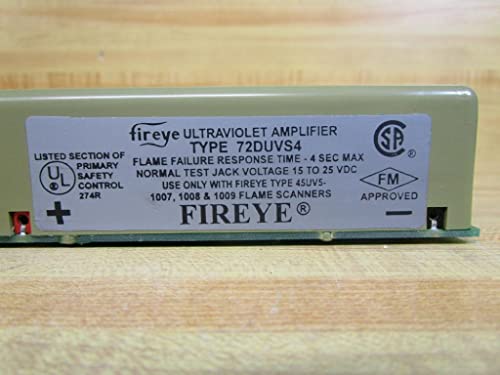 fireye ULTRAVIOLET AMPLIFIER
TYPE 72DUVS4
FLAME FAILURE RESPONSE TIME - 4 SEC MAX
NORMAL TEST JACK VOLTAGE 15 TO 25 VDC
USE ONLY WITH FIREYE TYPE 45UV5-
1007, 1008 & 1009 FLAME SCANNERS
FIREYE®
LISTED SECTION OF
PRIMARY
SAFETY
CONTROL
274R
UL
®
+
CSA
®
FM
APPROVED
−